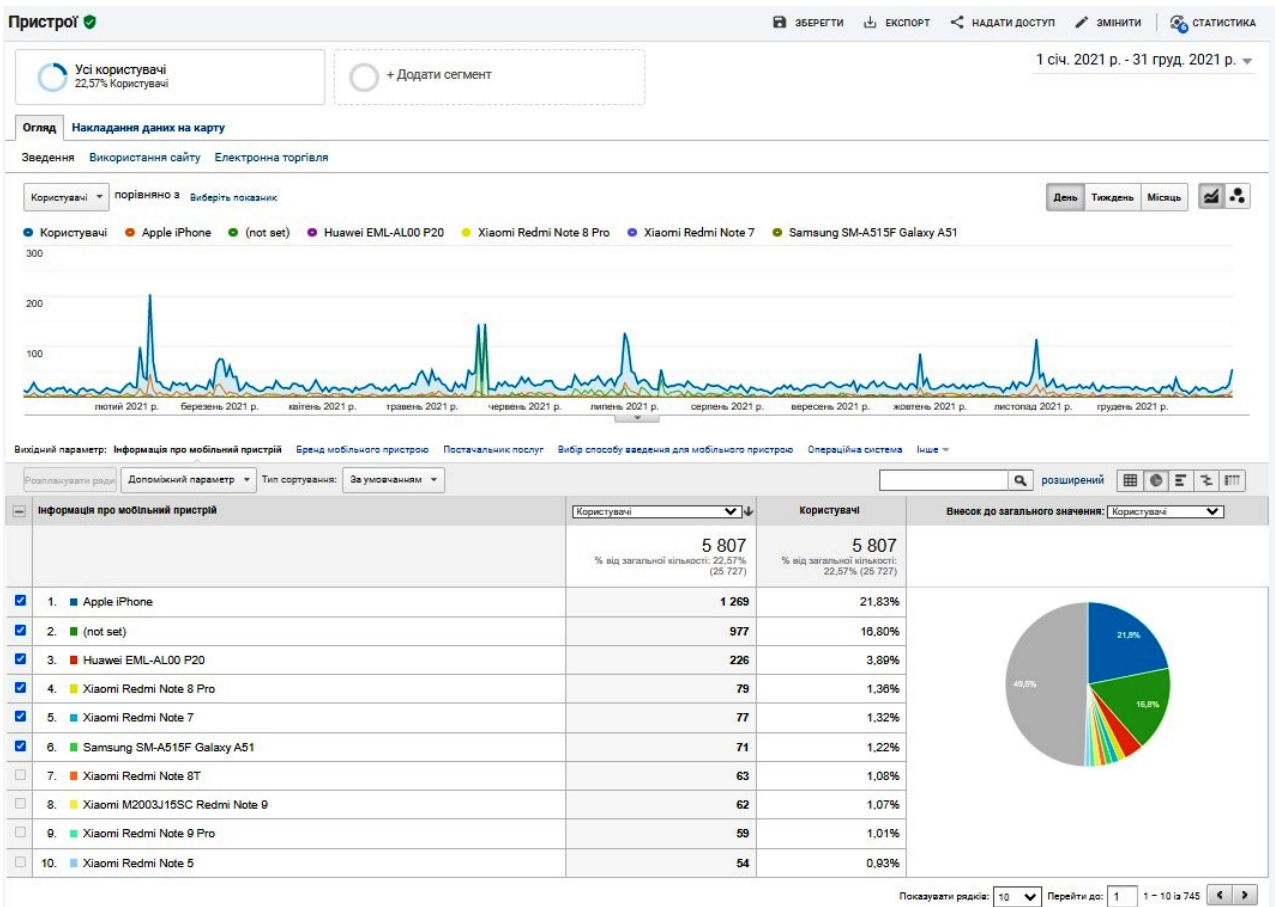 Пристрої
ЗБЕРЕГТИ ЕКСПОРТ НАДАТИ ДОСТУП ЗМІНИТИ 6 СТАТИСТИКА
Усі користувачі
22,57% Користувачі
+ Додати сегмент
1 січ. 2021 р. - 31 груд. 2021 р.
Огляд Накладання даних на карту
Зведення Використання сайту Електронна торгівля
Користувачі порівняно з Виберіть показник
День Тиждень Місяць
Користувачі Apple iPhone (not set) Huawei EML-AL00 P20 Xiaomi Redmi Note 8 Pro Xiaomi Redmi Note 7 Samsung SM-A515F Galaxy A51
300
200
100
лютий 2021 р. березень 2021 р. квітень 2021 р. травень 2021 р. червень 2021 р. липень 2021 р. серпень 2021 р. вересень 2021 р. жовтень 2021 р. листопад 2021 р. грудень 2021 р.
Вихідний параметр: Інформація про мобільний пристрій Бренд мобільного пристрою Постачальник послуг Вибір способу введення для мобільного пристрою Операційна система Інше
Розпланувати ряди Допоміжний параметр Тип сортування: За умовчанням розширений
Інформація про мобільний пристрій Користувачі Користувачі Внесок до загального значення: Користувачі
5 807 5 807
% від загальної кількості: 22,57% % від загальної кількості:
(25 727) 22,57% (25 727)
1. Apple iPhone 1 269 21,83%
2. (not set) 977 16,80%
3. Huawei EML-AL00 P20 226 3,89%
4. Xiaomi Redmi Note 8 Pro 79 1,36%
5. Xiaomi Redmi Note 7 77 1,32%
6. Samsung SM-A515F Galaxy A51 71 1,22%
7. Xiaomi Redmi Note 8T 63 1,08%
8. Xiaomi M2003J15SC Redmi Note 9 62 1,07%
9. Xiaomi Redmi Note 9 Pro 59 1,01%
10. Xiaomi Redmi Note 5 54 0,93%
21,8%
49,5%
16,8%
Показувати рядків: 10 Перейти до: 1 1 – 10 із 745